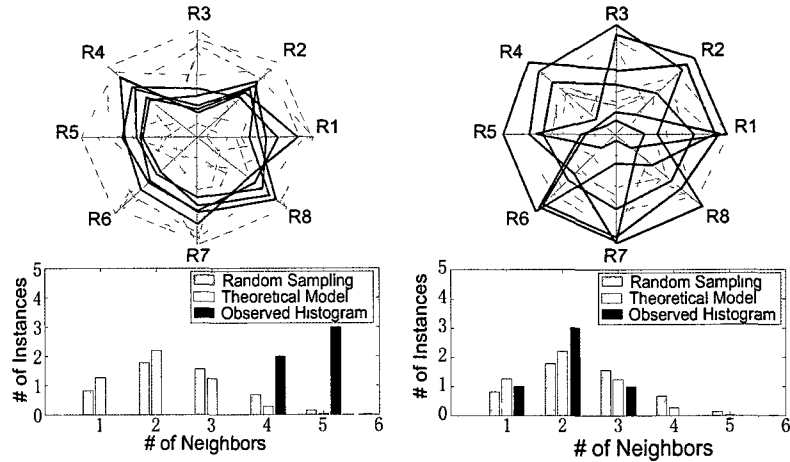 R3
R4
R2
R5
R1
R6
R8
R7
R3
R4
R2
R5
R1
R6
R8
R7
5
4
3
2
1
0
# of Instances
Random Sampling
Theoretical Model
Observed Histogram
1 2 3 4 5 6
# of Neighbors
5
4
3
2
1
0
# of Instances
Random Sampling
Theoretical Model
Observed Histogram
1 2 3 4 5 6
# of Neighbors